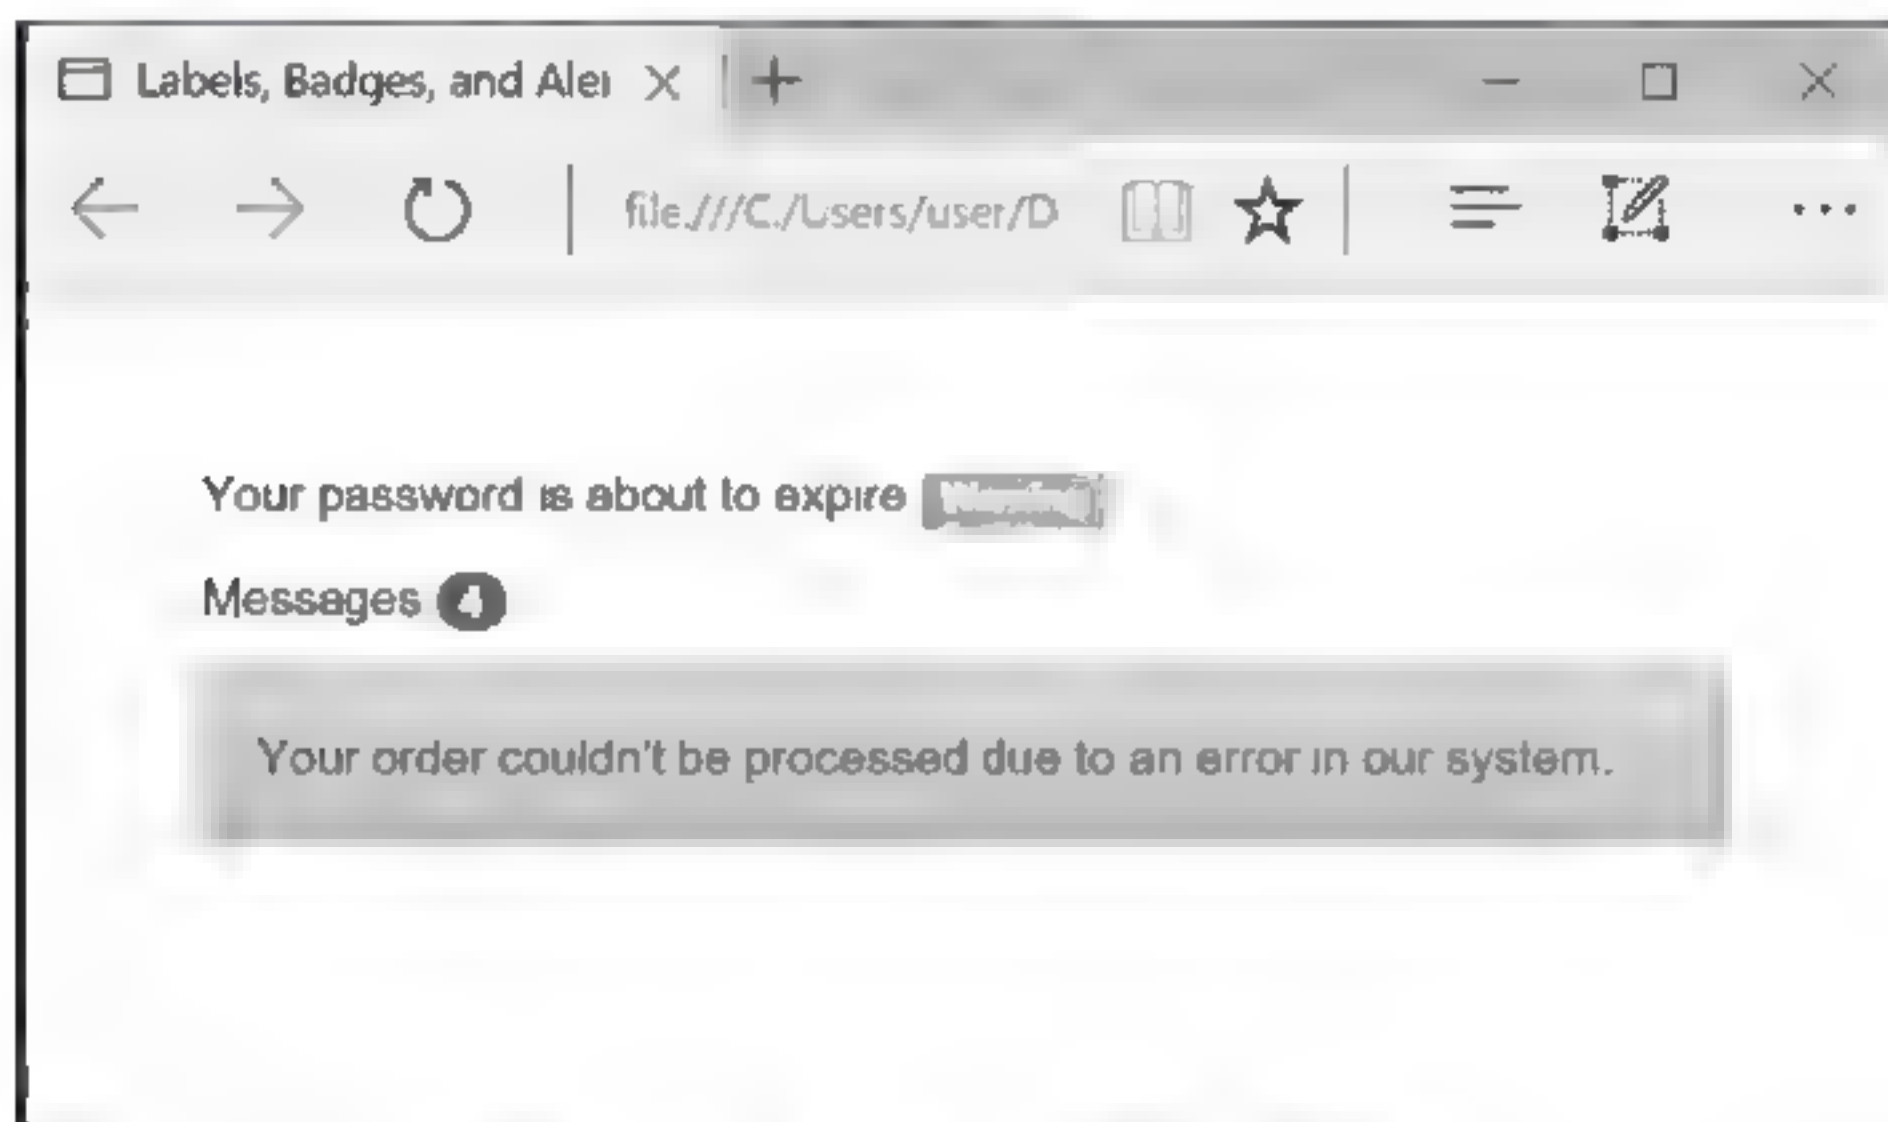 Labels, Badges, and Aler
file:///C:/Users/user/D
Your password is about to expire
Messages 4
Your order couldn't be processed due to an error in our system.